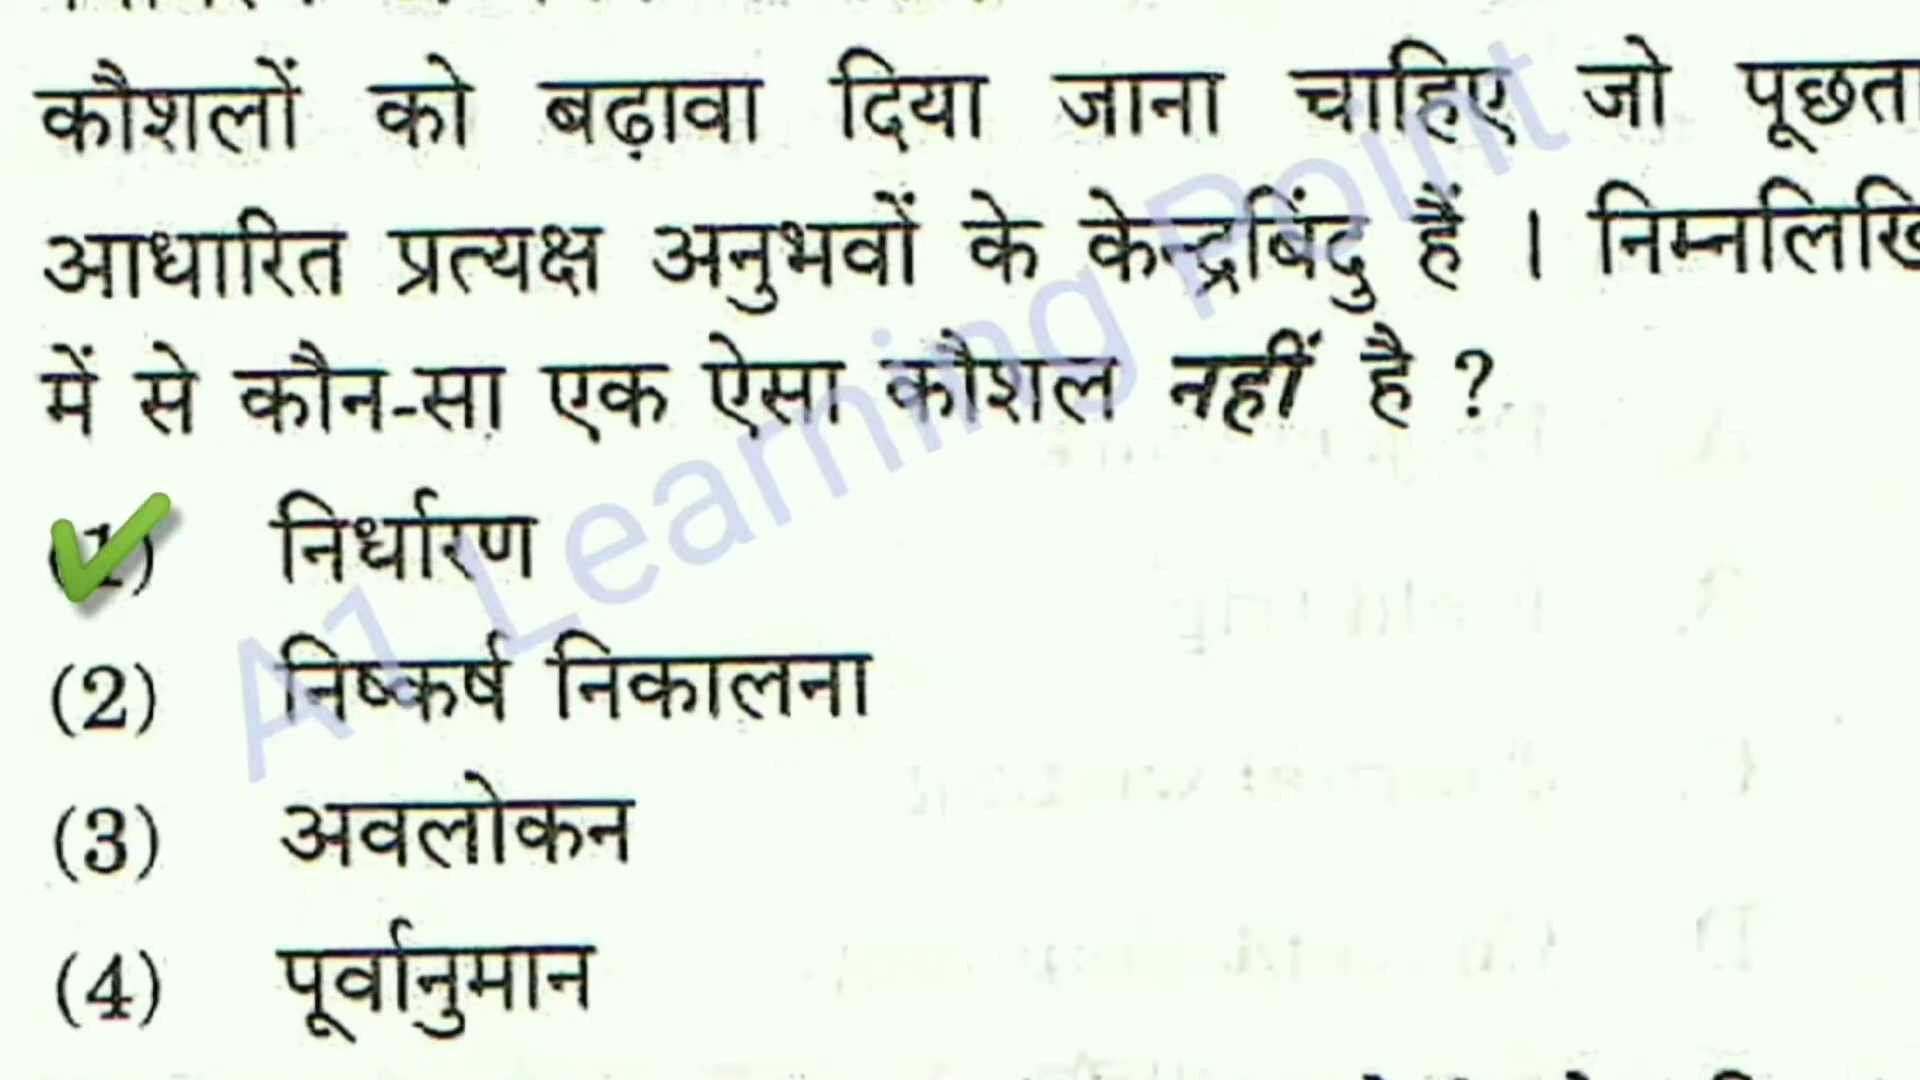 कौशलों को बढ़ावा दिया जाना चाहिए जो पूछता
आधारित प्रत्यक्ष अनुभवों के केन्द्रबिंदु हैं । निम्नलिखि
में से कौन-सा एक ऐसा कौशल नहीं है ?
(1) निर्धारण
(2) निष्कर्ष निकालना
(3) अवलोकन
(4) पूर्वानुमान
A1 Learning Point